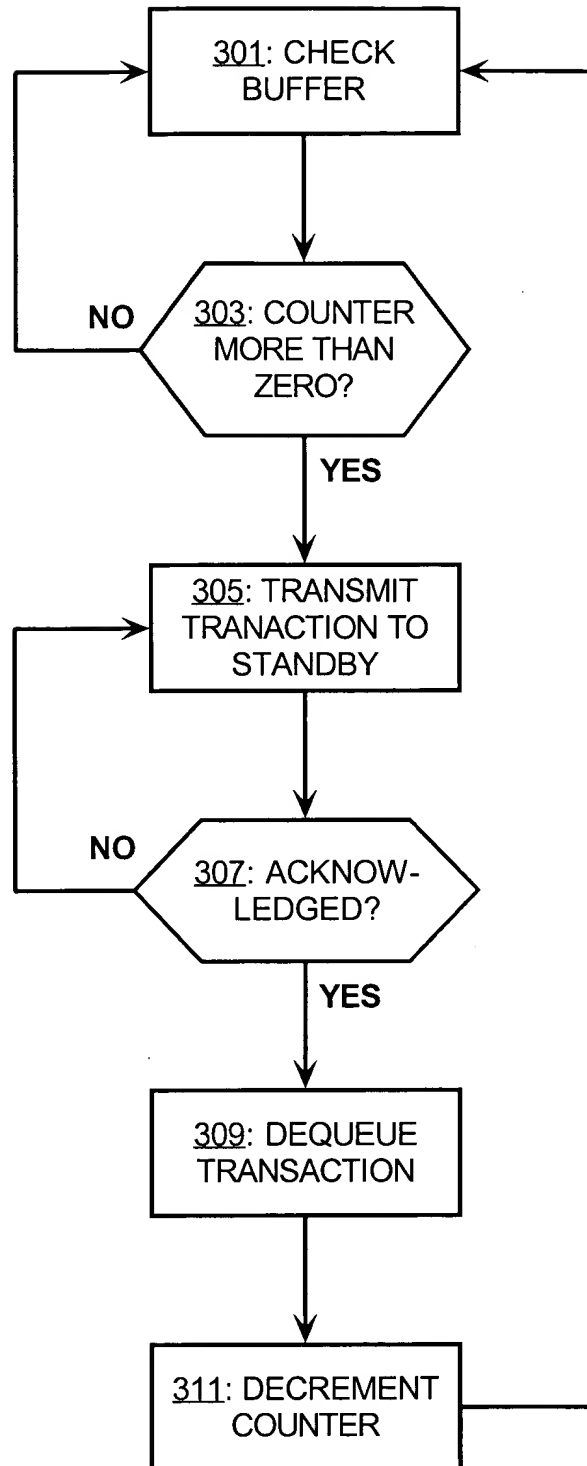 301: CHECK
BUFFER
NO
303: COUNTER
MORE THAN
ZERO?
YES
305: TRANSMIT
TRANACTION TO
STANDBY
NO
307: ACKNOW-
LEDGED?
YES
309: DEQUEUE
TRANSACTION
311: DECREMENT
COUNTER